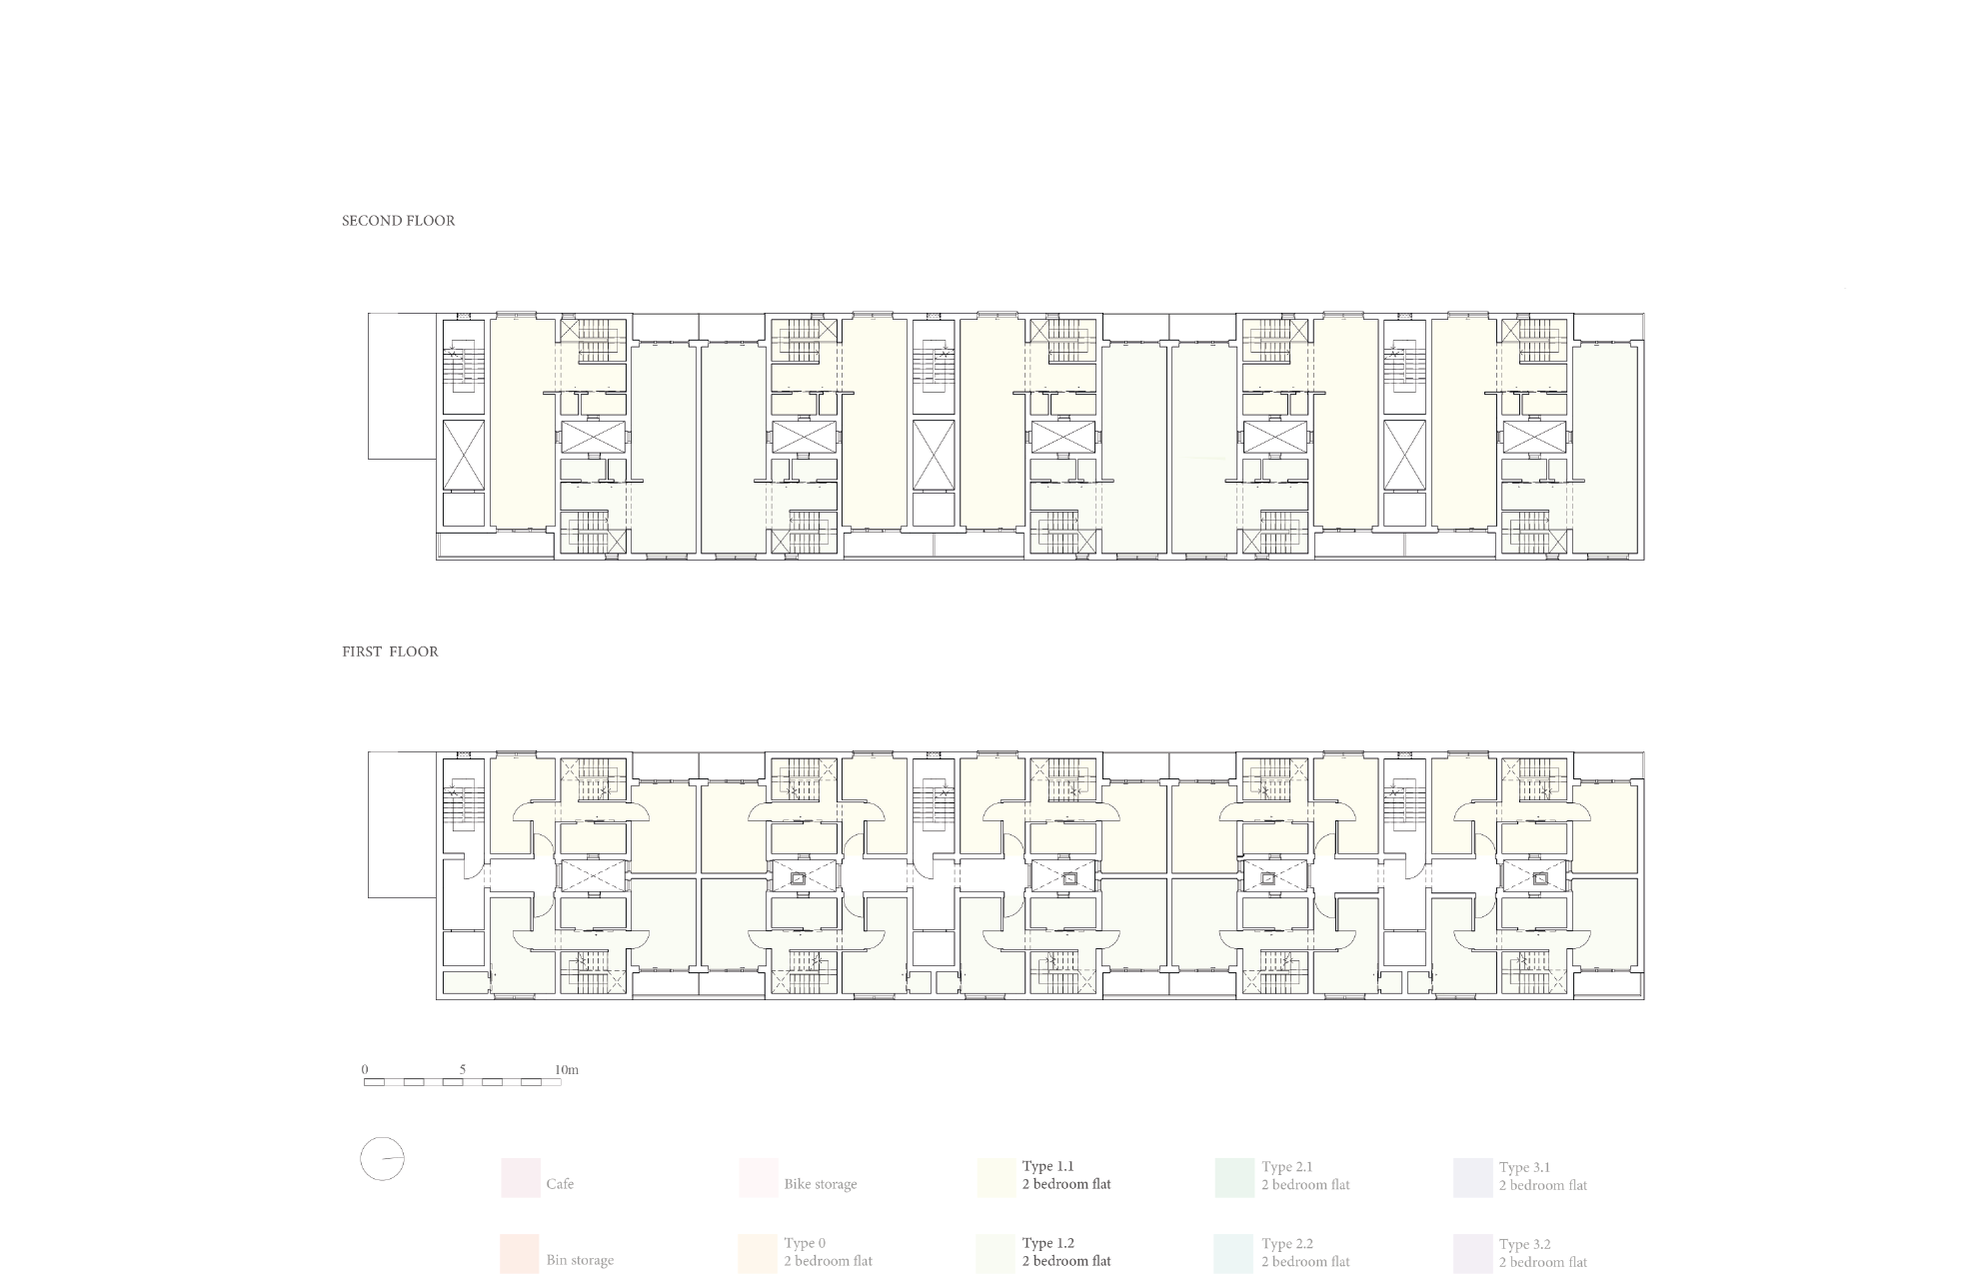 SECOND FLOOR
FIRST FLOOR
0 5 10m
Cafe
Bike storage
Type 1.1
2 bedroom flat
Type 2.1
2 bedroom flat
Type 3.1
2 bedroom flat
Bin storage
Type 0
2 bedroom flat
Type 1.2
2 bedroom flat
Type 2.2
2 bedroom flat
Type 3.2
2 bedroom flat